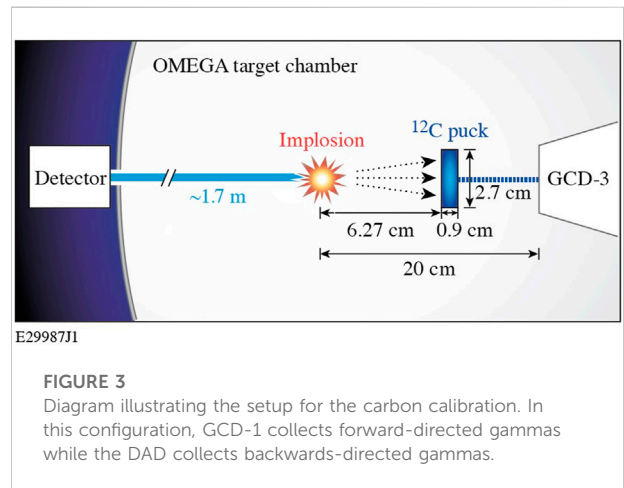 OMEGA target chamber
Implosion
12C puck
Detector
~1.7 m
2.7 cm
GCD-3
6.27 cm
0.9 cm
20 cm
E29987J1
FIGURE 3
Diagram illustrating the setup for the carbon calibration. In
this configuration, GCD-1 collects forward-directed gammas
while the DAD collects backwards-directed gammas.